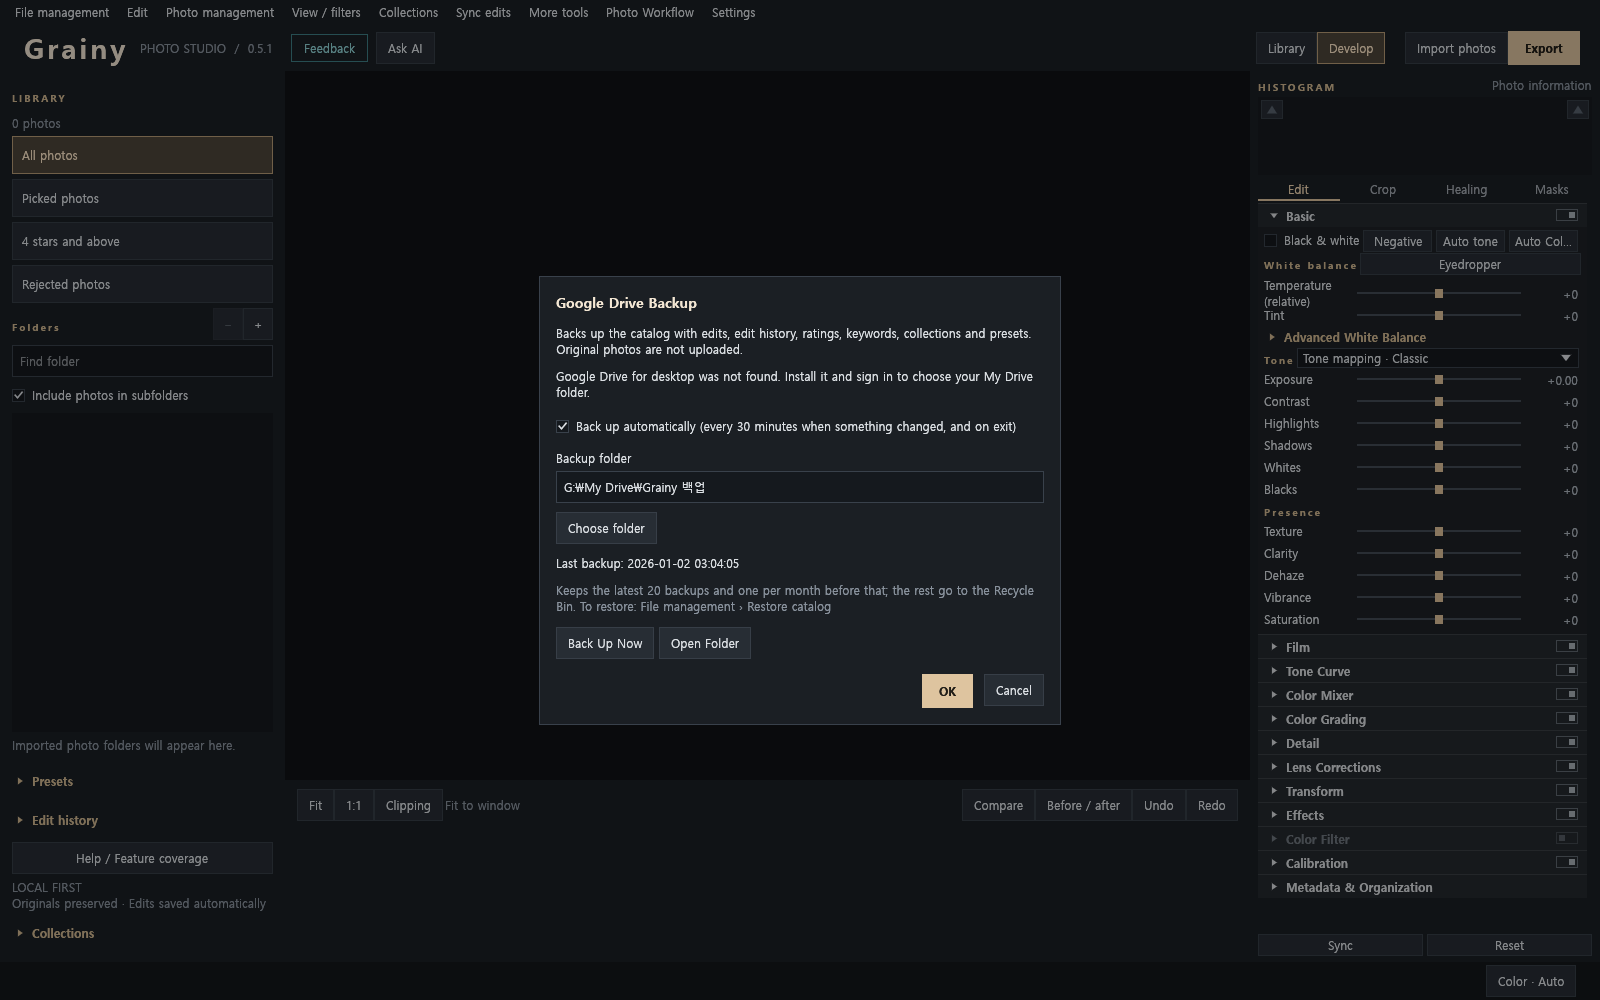 File management Edit Photo management View / filters Collections Sync edits More tools Photo Workflow Settings
Grainy PHOTO STUDIO / 0.5.1 Feedback Ask AI Library Develop Import photos Export
LIBRARY
0 photos
All photos
Picked photos
4 stars and above
Rejected photos
Folders - +
Find folder
Include photos in subfolders
Imported photo folders will appear here.
Presets
Edit history
Help / Feature coverage
LOCAL FIRST
Originals preserved · Edits saved automatically
Collections
Google Drive Backup
Backs up the catalog with edits, edit history, ratings, keywords, collections and presets.
Original photos are not uploaded.
Google Drive for desktop was not found. Install it and sign in to choose your My Drive
folder.
Back up automatically (every 30 minutes when something changed, and on exit)
Backup folder
G:₩My Drive₩Grainy 백업
Choose folder
Last backup: 2026-01-02 03:04:05
Keeps the latest 20 backups and one per month before that; the rest go to the Recycle
Bin. To restore: File management › Restore catalog
Back Up Now Open Folder
OK Cancel
Fit 1:1 Clipping Fit to window Compare Before / after Undo Redo
HISTOGRAM Photo information
Edit Crop Healing Masks
Basic
Black & white Negative Auto tone Auto Col...
White balance Eyedropper
Temperature
(relative) +0
Tint +0
Advanced White Balance
Tone Tone mapping · Classic
Exposure +0.00
Contrast +0
Highlights +0
Shadows +0
Whites +0
Blacks +0
Presence
Texture +0
Clarity +0
Dehaze +0
Vibrance +0
Saturation +0
Film
Tone Curve
Color Mixer
Color Grading
Detail
Lens Corrections
Transform
Effects
Color Filter
Calibration
Metadata & Organization
Sync Reset
Color · Auto